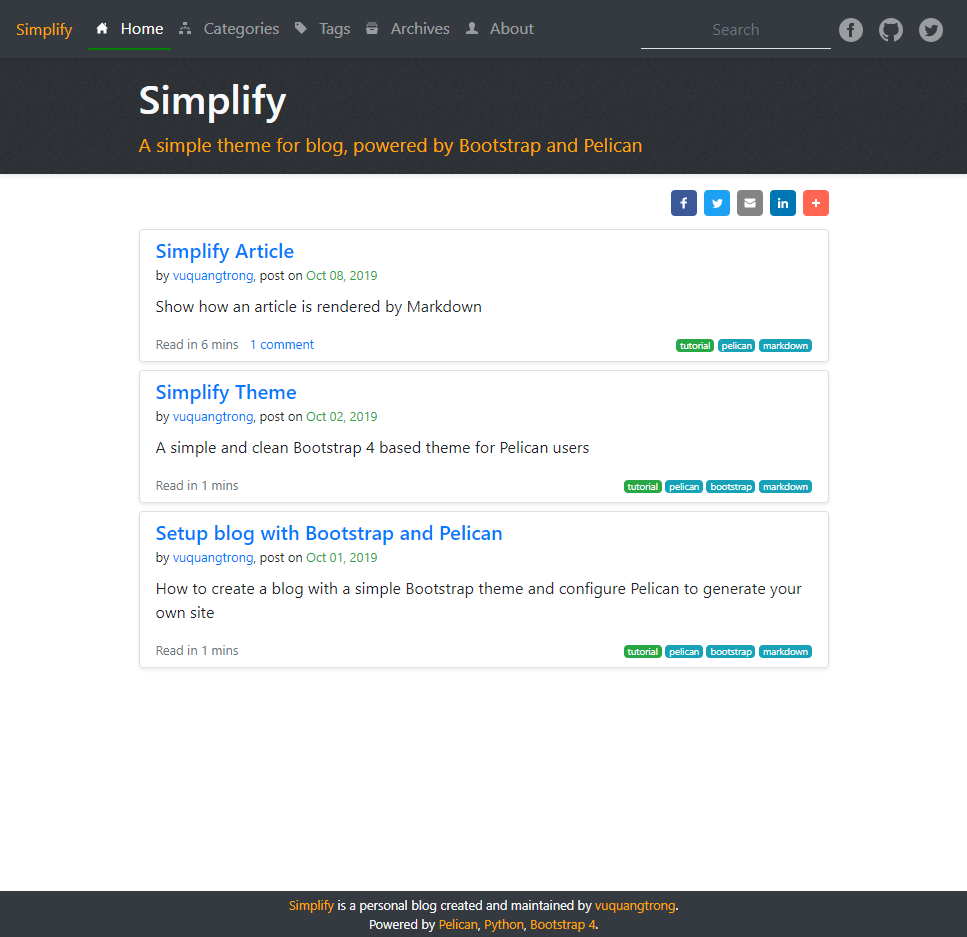 Simplify Home Categories Tags Archives About Search
Simplify
A simple theme for blog, powered by Bootstrap and Pelican
Simplify Article
by vuquangtrong, post on Oct 08, 2019
Show how an article is rendered by Markdown
Read in 6 mins 1 comment tutorial pelican markdown
Simplify Theme
by vuquangtrong, post on Oct 02, 2019
A simple and clean Bootstrap 4 based theme for Pelican users
Read in 1 mins tutorial pelican bootstrap markdown
Setup blog with Bootstrap and Pelican
by vuquangtrong, post on Oct 01, 2019
How to create a blog with a simple Bootstrap theme and configure Pelican to generate your
own site
Read in 1 mins tutorial pelican bootstrap markdown
Simplify is a personal blog created and maintained by vuquangtrong.
Powered by Pelican, Python, Bootstrap 4.